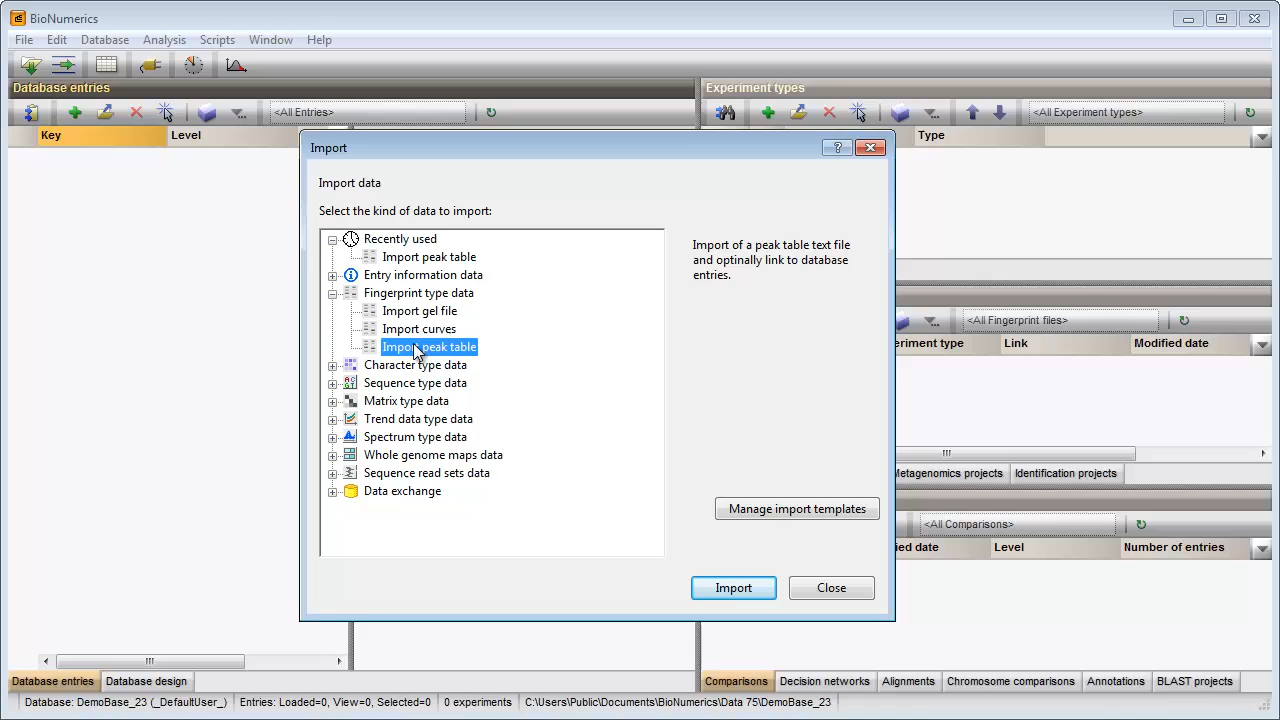 BioNumerics
File Edit Database Analysis Scripts Window Help
Database entries
Experiment types
<All Entries>
<All Experiment types>
Key Level
Type
Import
?
Import data
Select the kind of data to import:
Recently used
Import peak table
Entry information data
Fingerprint type data
Import gel file
Import curves
Import peak table
Character type data
Sequence type data
Matrix type data
Trend data type data
Spectrum type data
Whole genome maps data
Sequence read sets data
Data exchange
Import of a peak table text file
and optinally link to database
entries.
Manage import templates
Import Close
<All Fingerprint files>
eriment type Link Modified date
Metagenomics projects Identification projects
<All Comparisons>
ied date Level Number of entries
Database entries Database design
Comparisons Decision networks Alignments Chromosome comparisons Annotations BLAST projects
Database: DemoBase_23 (_DefaultUser_) Entries: Loaded=0, View=0, Selected=0 0 experiments C:\Users\Public\Documents\BioNumerics\Data 75\DemoBase_23